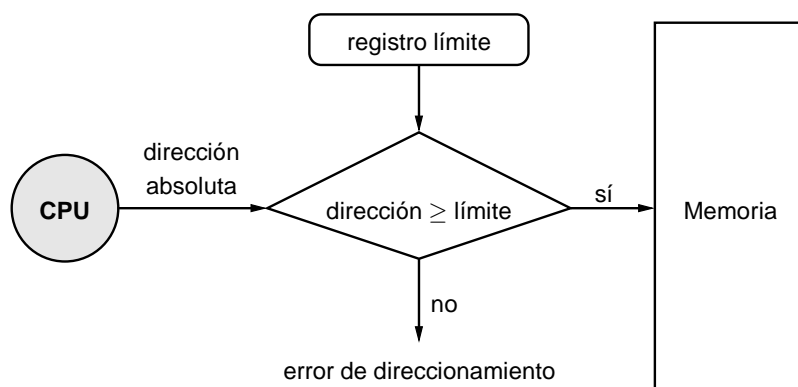 registro límite
dirección
absoluta
CPU
dirección ≥ límite
sí
Memoria
no
error de direccionamiento